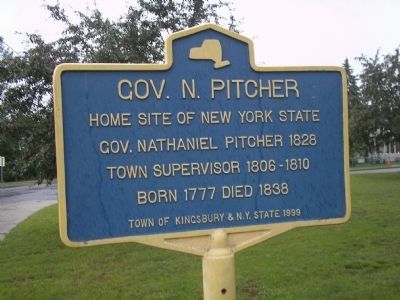 GOV. N. PITCHER
HOME SITE OF NEW YORK STATE
GOV. NATHANIEL PITCHER 1828
TOWN SUPERVISOR 1806-1810
BORN 1777 DIED 1838
TOWN OF KINGSBURY & N.Y. STATE 1999